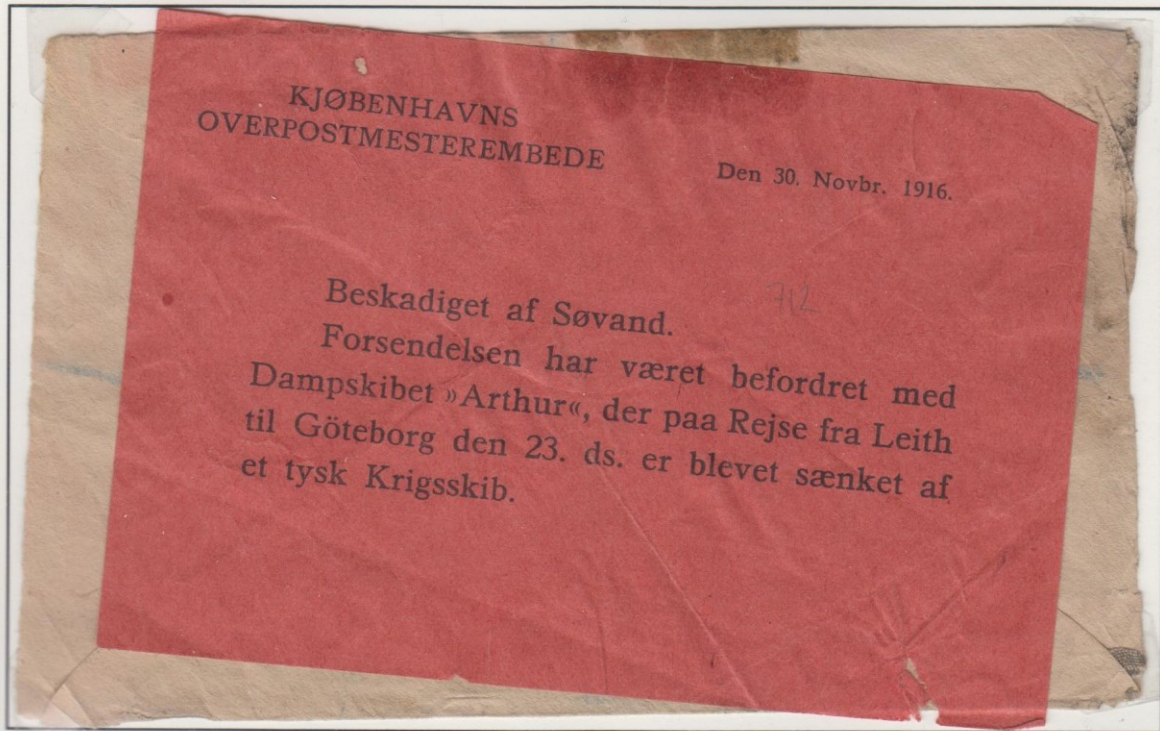 KJØBENHAVNS
OVERPOSTMESTEREMBEDE
Den 30. Novbr. 1916.
712
Beskadiget af Søvand.
Forsendelsen har været befordret med
Dampskibet »Arthur«, der paa Rejse fra Leith
til Göteborg den 23. ds. er blevet sænket af
et tysk Krigsskib.